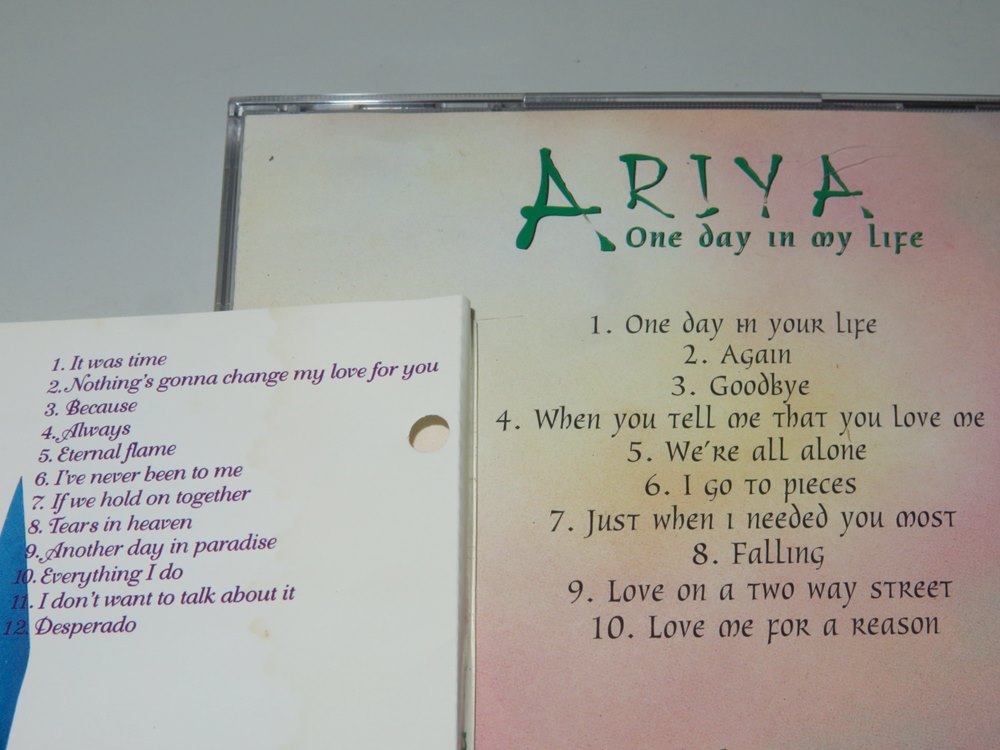 1. It was time
2. Nothing's gonna change my love for you
3. Because
4. Always
5. Eternal flame
6. I've never been to me
7. If we hold on together
8. Tears in heaven
9. Another day in paradise
10. Everything I do
11. I don't want to talk about it
12. Desperado
ARIYA
One day in my life
1. One day in your life
2. Again
3. Goodbye
4. When you tell me that you love me
5. We're all alone
6. I go to pieces
7. Just when i needed you most
8. Falling
9. Love on a two way street
10. Love me for a reason